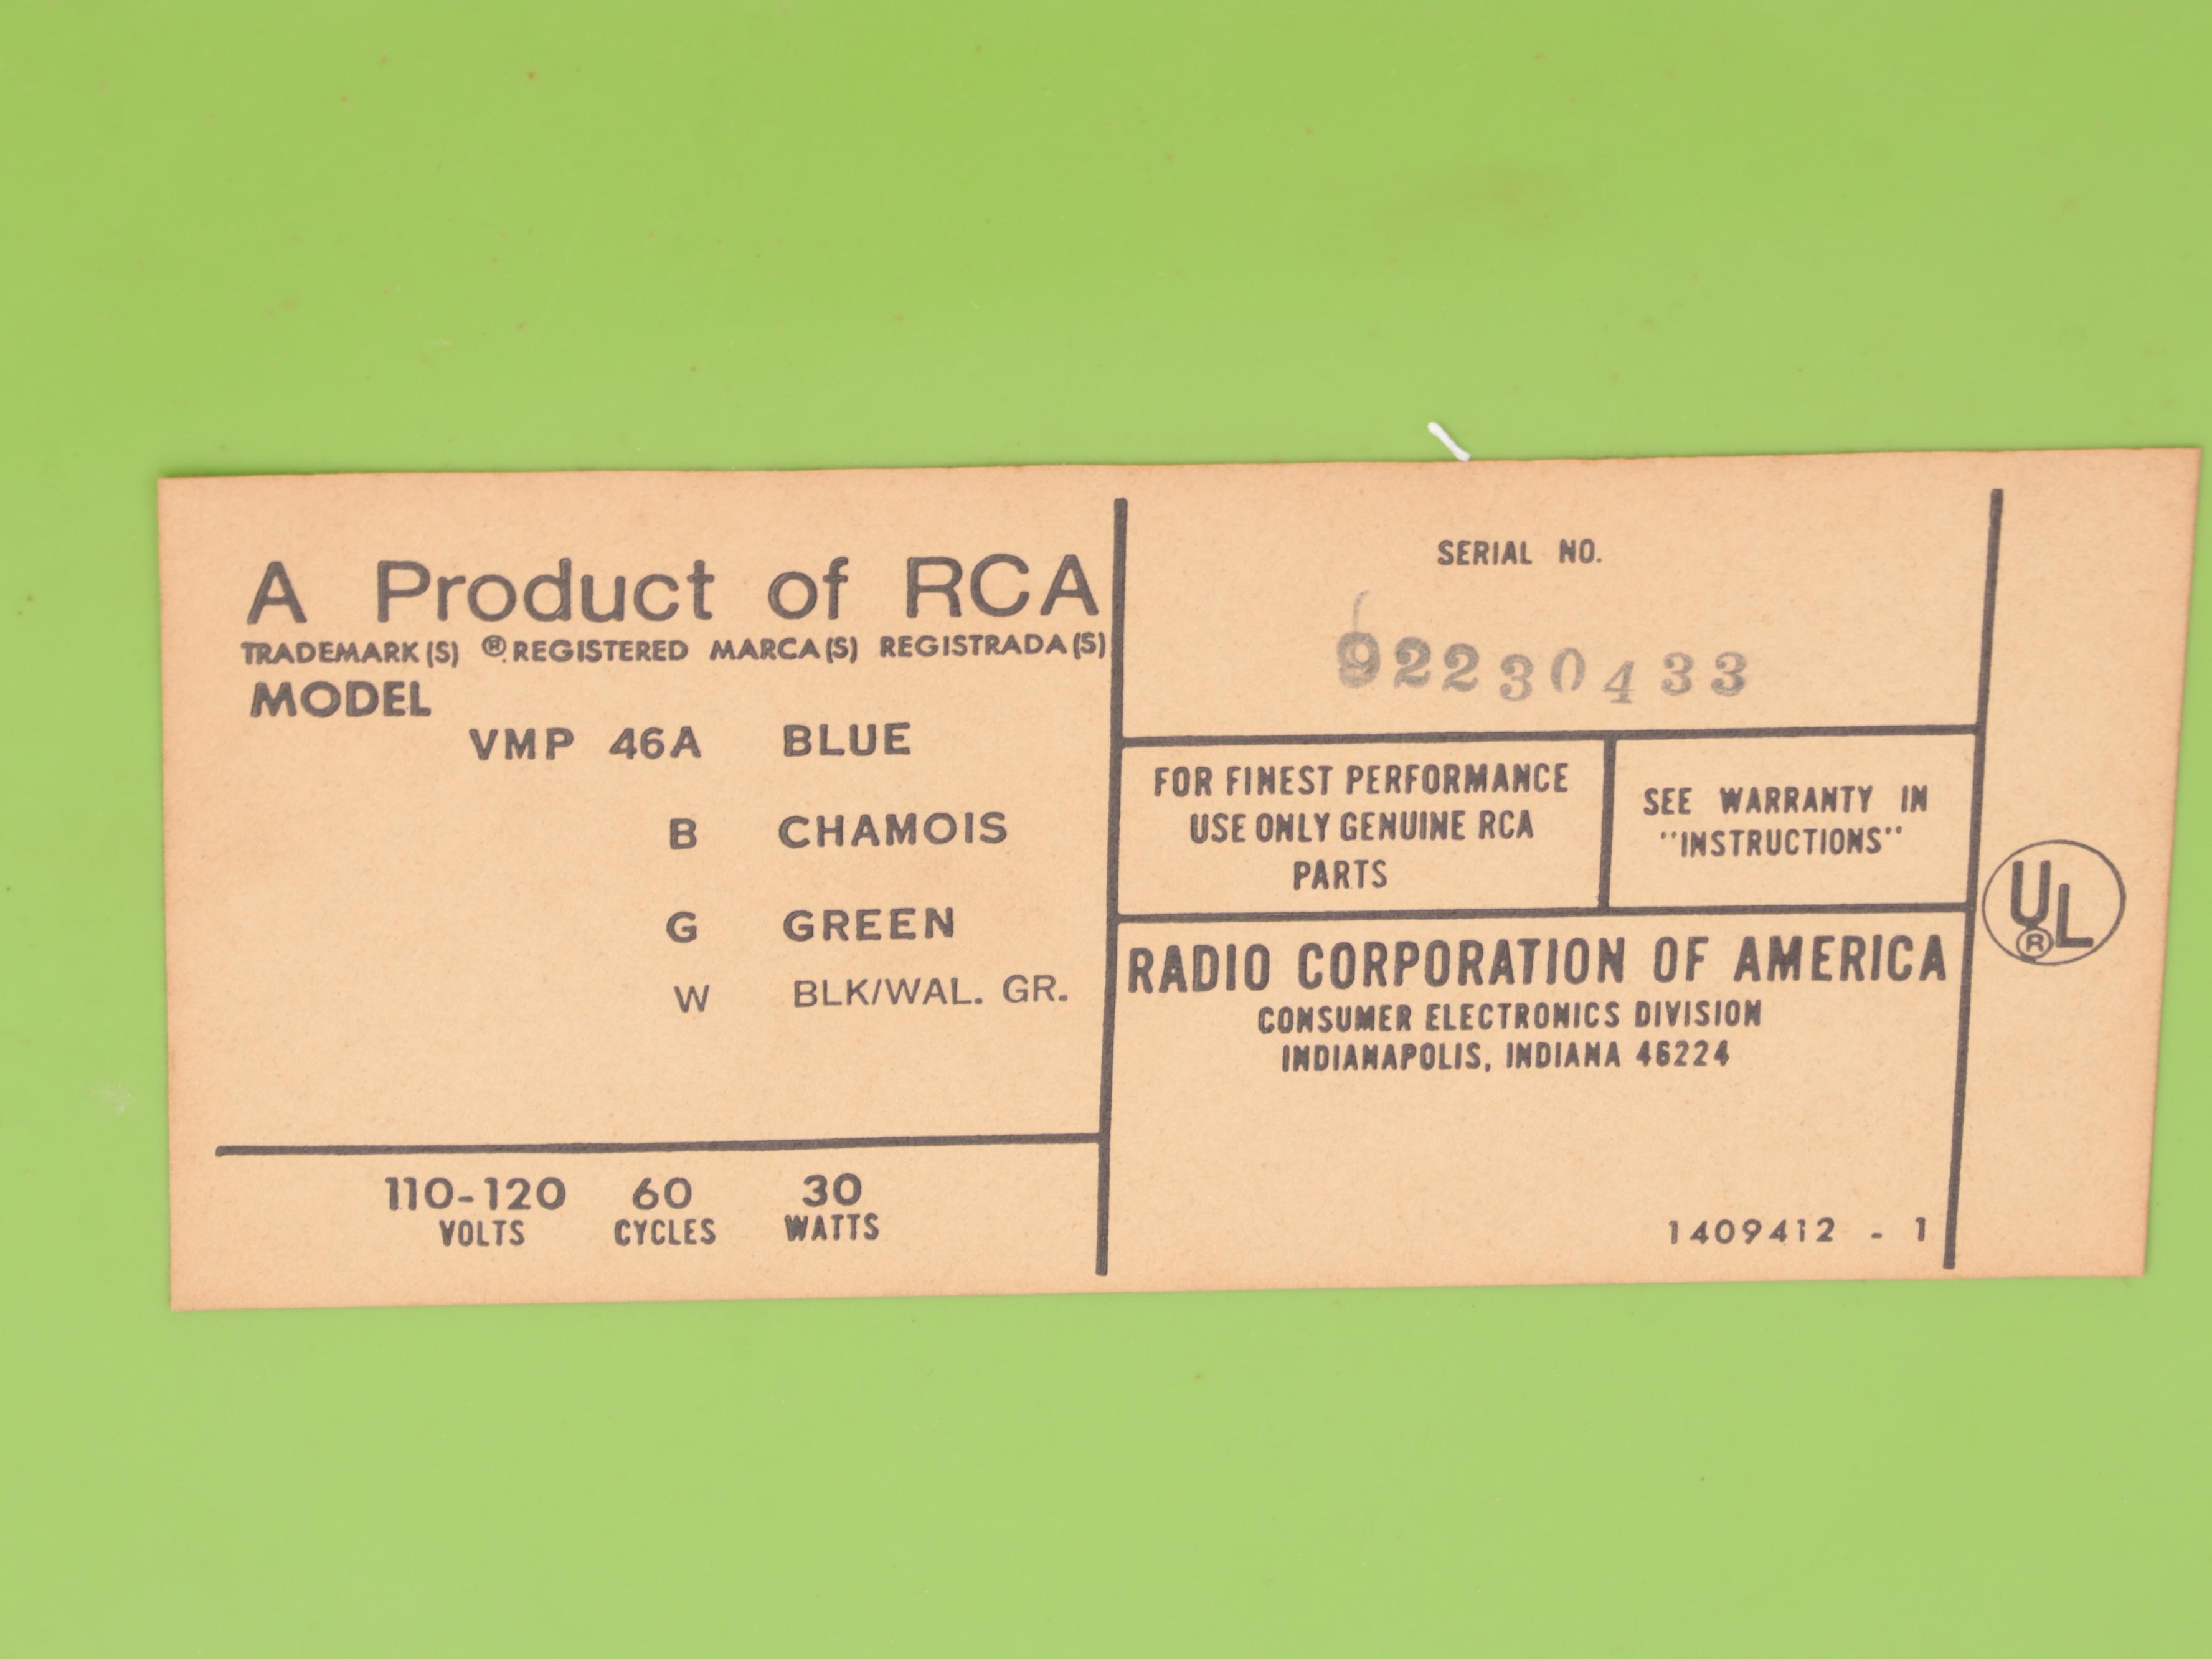 A Product of RCA
TRADEMARK(S) ® REGISTERED MARCA(S) REGISTRADA(S)
MODEL
VMP 46A BLUE
B CHAMOIS
G GREEN
W BLK/WAL. GR.
110-120 60 30
VOLTS CYCLES WATTS
SERIAL NO.
92230433
FOR FINEST PERFORMANCE
USE ONLY GENUINE RCA
PARTS
SEE WARRANTY IN
"INSTRUCTIONS"
RADIO CORPORATION OF AMERICA
CONSUMER ELECTRONICS DIVISION
INDIANAPOLIS, INDIANA 46224
1409412 - 1
UL
®